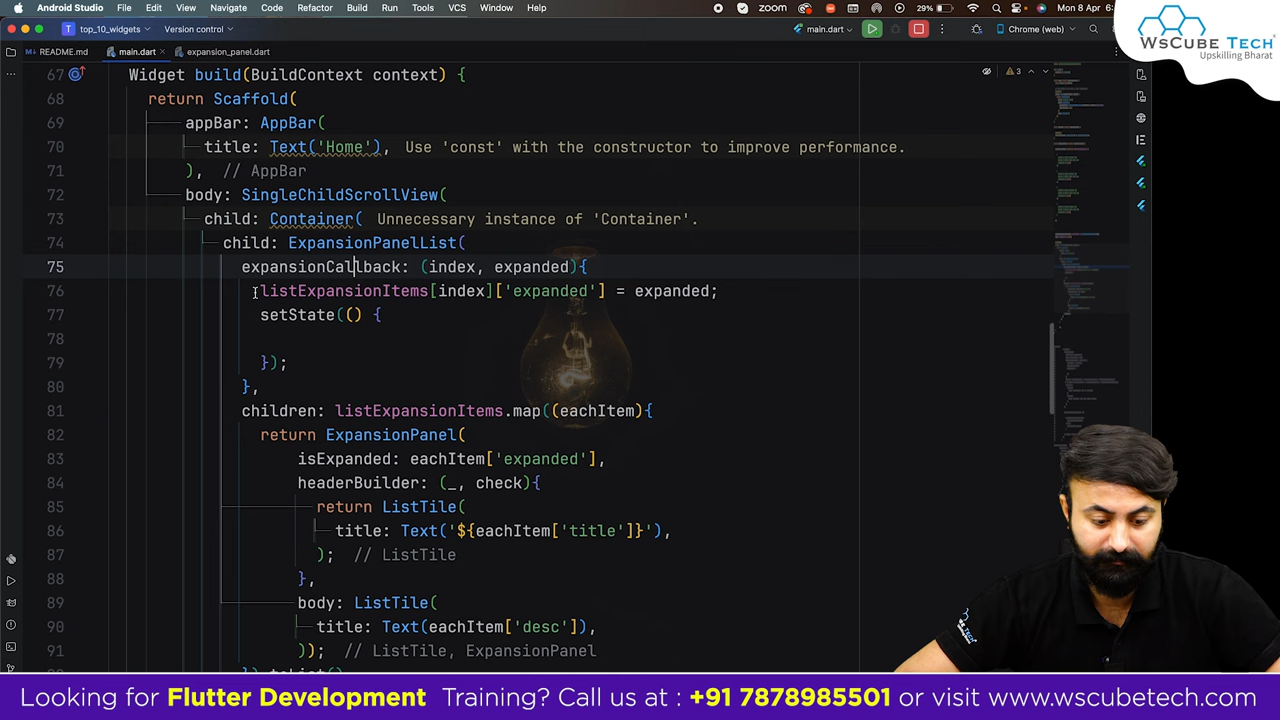 Android Studio File Edit View Navigate Code Refactor Build Run Tools VCS Window Help
Mon 8 Apr
WsCube Tech
Upskilling Bharat
T top_10_widgets Version control main.dart Chrome (web)
README.md main.dart expansion_panel.dart
3
67 Widget build(BuildContext context) {
68 return Scaffold(
69 appBar: AppBar(
70 title: Text('Home'), Use 'const' with the constructor to improve performance.
71 ), // AppBar
72 body: SingleChildScrollView(
73 child: Container( Unnecessary instance of 'Container'.
74 child: ExpansionPanelList(
75 expansionCallback: (index, expanded){
76 listExpansionItems[index]['expanded'] = expanded;
77 setState(() {
78
79 });
80 },
81 children: listExpansionItems.map((eachItem){
82 return ExpansionPanel(
83 isExpanded: eachItem['expanded'],
84 headerBuilder: (_, check){
85 return ListTile(
86 title: Text('${eachItem['title']}'),
87 ); // ListTile
88 },
89 body: ListTile(
90 title: Text(eachItem['desc']),
91 )); // ListTile, ExpansionPanel
Looking for Flutter Development Training? Call us at : +91 7878985501 or visit www.wscubetech.com